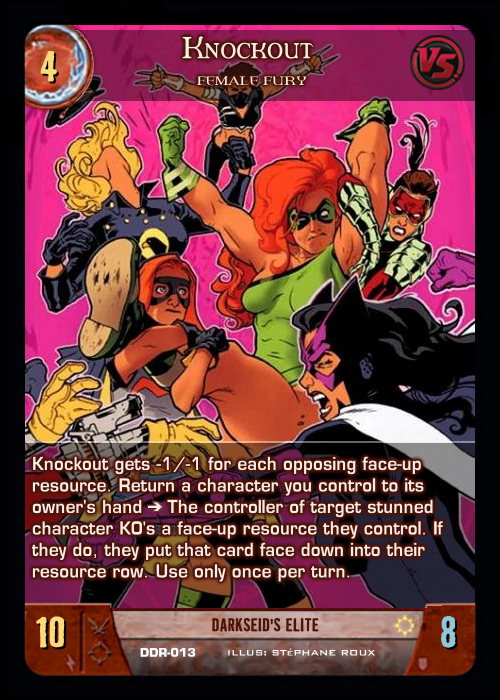 4
Knockout
FEMALE FURY
VS
Knockout gets -1/-1 for each opposing face-up
resource. Return a character you control to its
owner's hand ➔ The controller of target stunned
character KO's a face-up resource they control. If
they do, they put that card face down into their
resource row. Use only once per turn.
10
DARKSEID'S ELITE
8
DDR-013 ILLUS: STÉPHANE ROUX